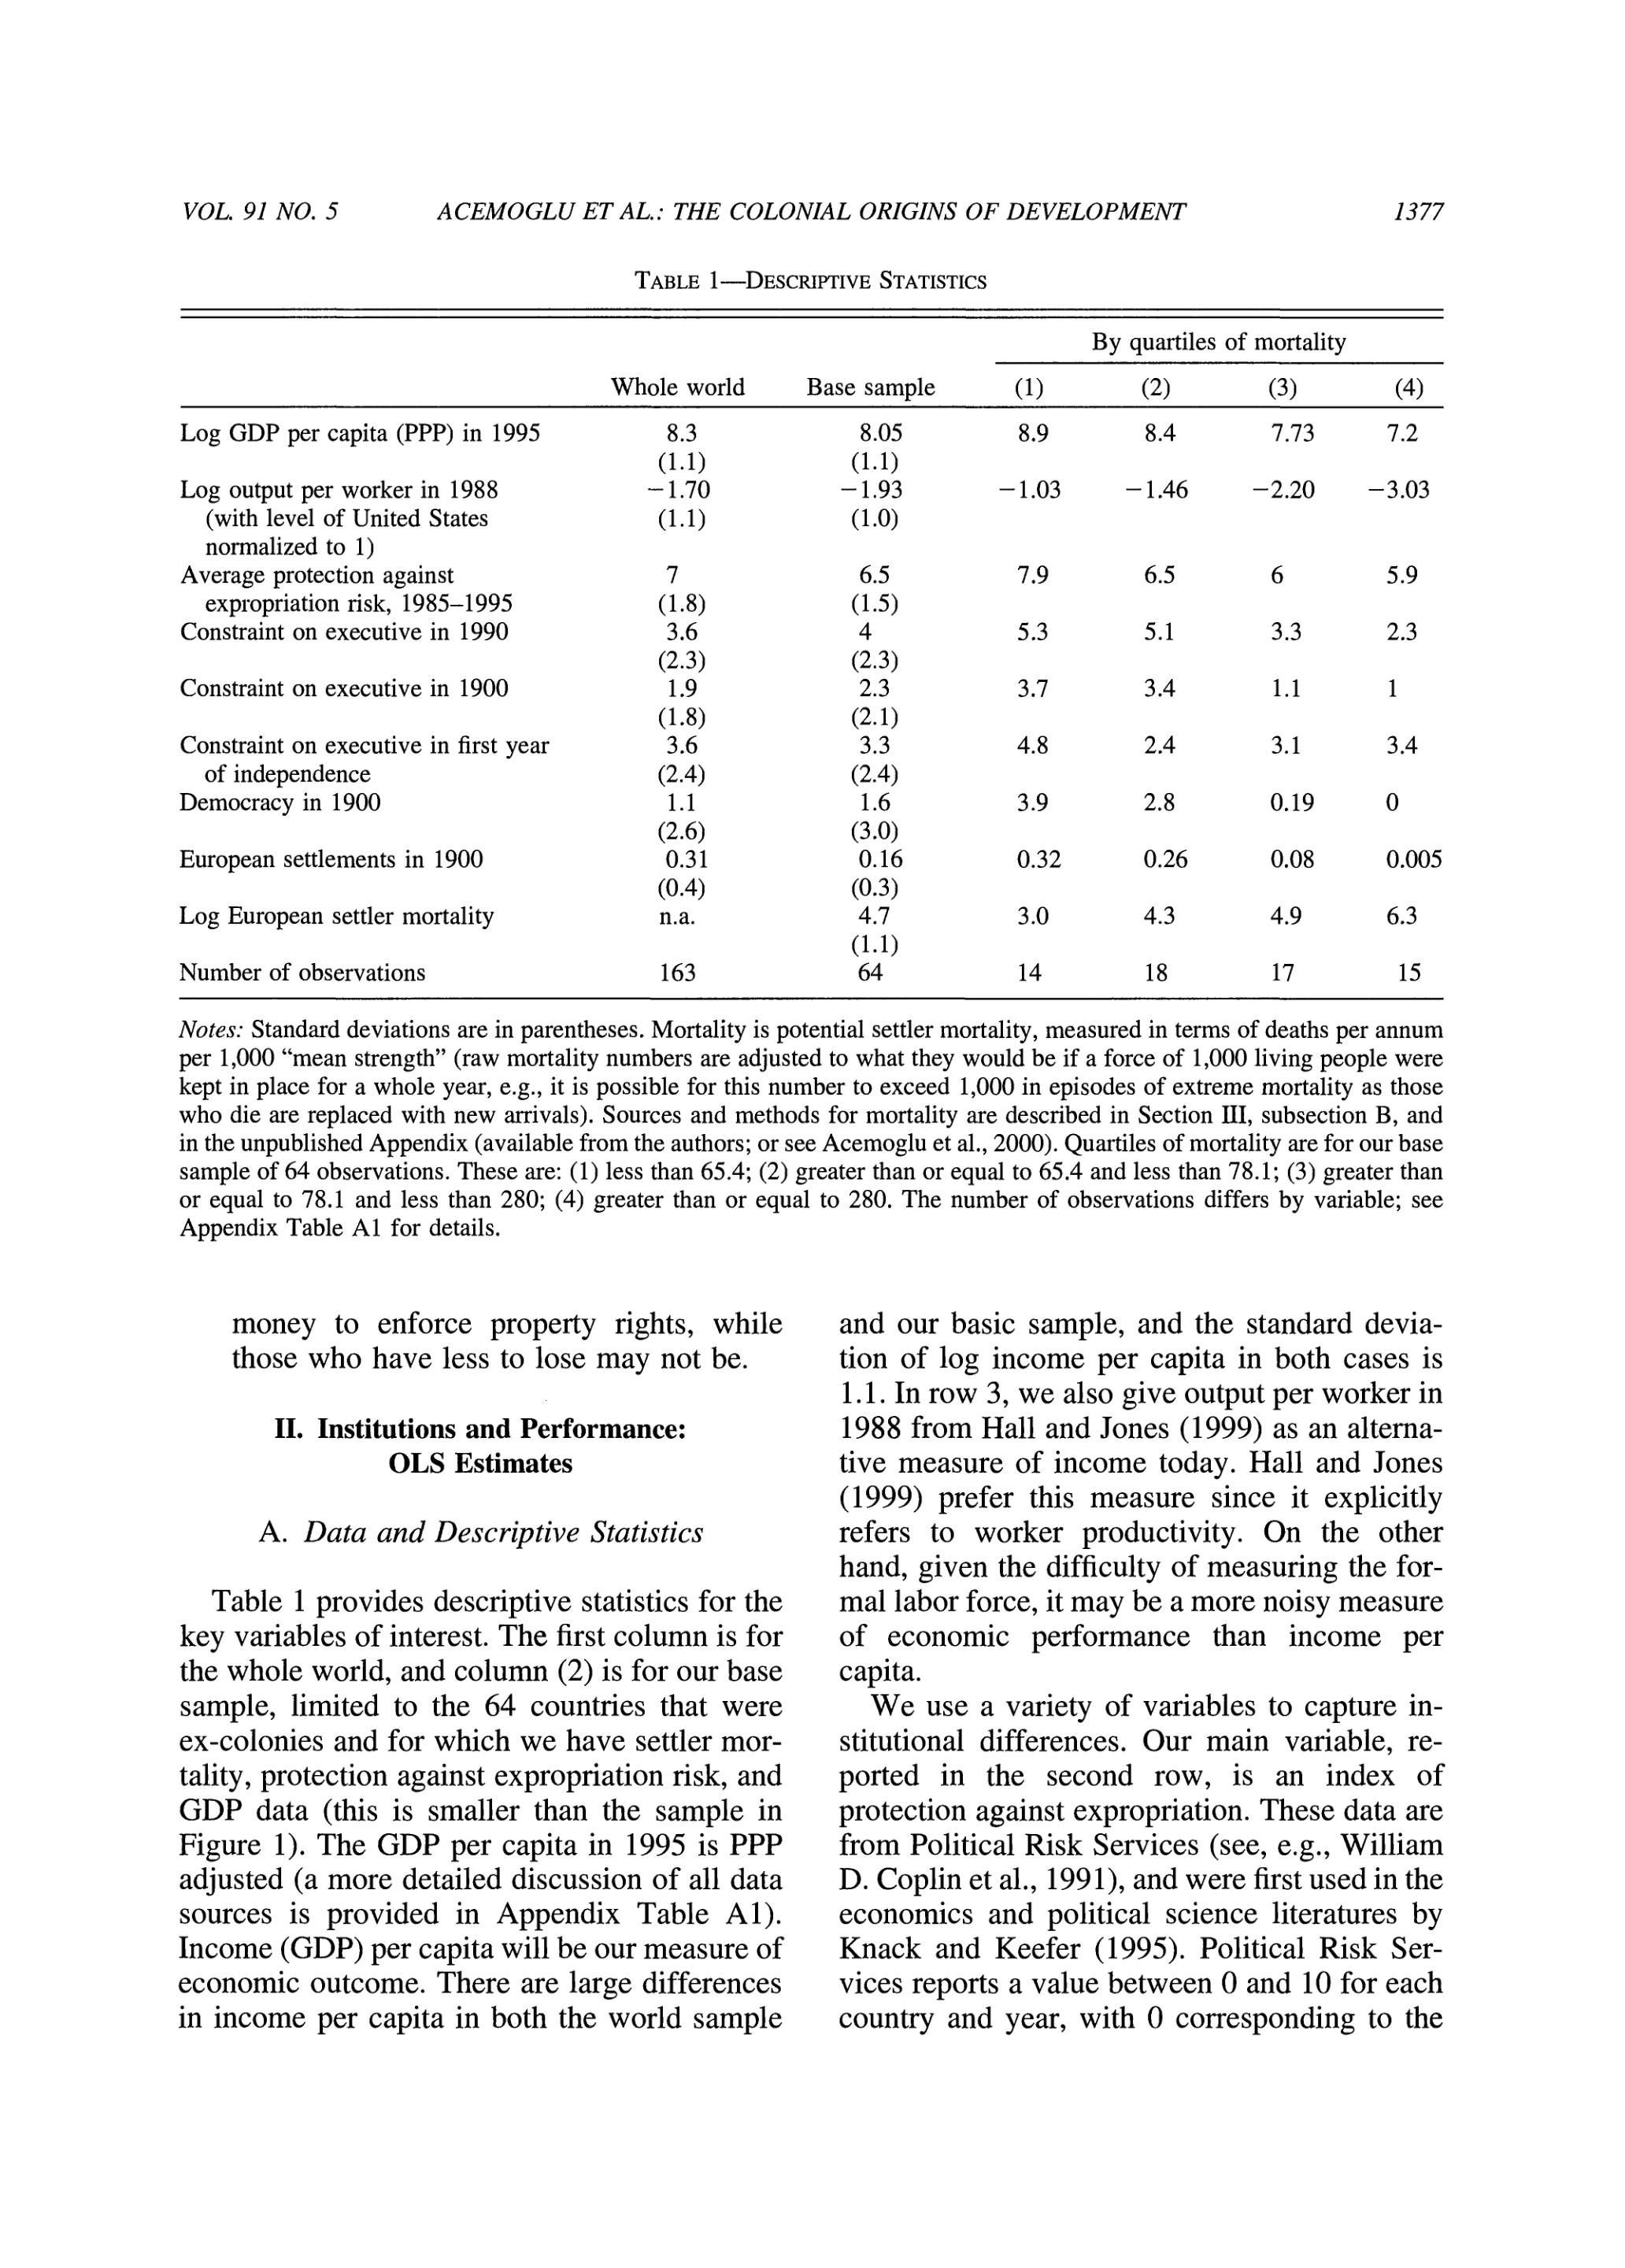 VOL. 91 NO. 5 ACEMOGLU ET AL.: THE COLONIAL ORIGINS OF DEVELOPMENT 1377
TABLE 1—DESCRIPTIVE STATISTICS
By quartiles of mortality
Whole world Base sample (1) (2) (3) (4)
Log GDP per capita (PPP) in 1995 8.3 8.05 8.9 8.4 7.73 7.2
(1.1) (1.1)
Log output per worker in 1988 −1.70 −1.93 −1.03 −1.46 −2.20 −3.03
(with level of United States (1.1) (1.0)
normalized to 1)
Average protection against 7 6.5 7.9 6.5 6 5.9
expropriation risk, 1985–1995 (1.8) (1.5)
Constraint on executive in 1990 3.6 4 5.3 5.1 3.3 2.3
(2.3) (2.3)
Constraint on executive in 1900 1.9 2.3 3.7 3.4 1.1 1
(1.8) (2.1)
Constraint on executive in first year 3.6 3.3 4.8 2.4 3.1 3.4
of independence (2.4) (2.4)
Democracy in 1900 1.1 1.6 3.9 2.8 0.19 0
(2.6) (3.0)
European settlements in 1900 0.31 0.16 0.32 0.26 0.08 0.005
(0.4) (0.3)
Log European settler mortality n.a. 4.7 3.0 4.3 4.9 6.3
(1.1)
Number of observations 163 64 14 18 17 15
Notes: Standard deviations are in parentheses. Mortality is potential settler mortality, measured in terms of deaths per annum
per 1,000 “mean strength” (raw mortality numbers are adjusted to what they would be if a force of 1,000 living people were
kept in place for a whole year, e.g., it is possible for this number to exceed 1,000 in episodes of extreme mortality as those
who die are replaced with new arrivals). Sources and methods for mortality are described in Section III, subsection B, and
in the unpublished Appendix (available from the authors; or see Acemoglu et al., 2000). Quartiles of mortality are for our base
sample of 64 observations. These are: (1) less than 65.4; (2) greater than or equal to 65.4 and less than 78.1; (3) greater than
or equal to 78.1 and less than 280; (4) greater than or equal to 280. The number of observations differs by variable; see
Appendix Table A1 for details.
money to enforce property rights, while
those who have less to lose may not be.
II. Institutions and Performance:
OLS Estimates
A. Data and Descriptive Statistics
Table 1 provides descriptive statistics for the
key variables of interest. The first column is for
the whole world, and column (2) is for our base
sample, limited to the 64 countries that were
ex-colonies and for which we have settler mor-
tality, protection against expropriation risk, and
GDP data (this is smaller than the sample in
Figure 1). The GDP per capita in 1995 is PPP
adjusted (a more detailed discussion of all data
sources is provided in Appendix Table A1).
Income (GDP) per capita will be our measure of
economic outcome. There are large differences
in income per capita in both the world sample
and our basic sample, and the standard devia-
tion of log income per capita in both cases is
1.1. In row 3, we also give output per worker in
1988 from Hall and Jones (1999) as an alterna-
tive measure of income today. Hall and Jones
(1999) prefer this measure since it explicitly
refers to worker productivity. On the other
hand, given the difficulty of measuring the for-
mal labor force, it may be a more noisy measure
of economic performance than income per
capita.
We use a variety of variables to capture in-
stitutional differences. Our main variable, re-
ported in the second row, is an index of
protection against expropriation. These data are
from Political Risk Services (see, e.g., William
D. Coplin et al., 1991), and were first used in the
economics and political science literatures by
Knack and Keefer (1995). Political Risk Ser-
vices reports a value between 0 and 10 for each
country and year, with 0 corresponding to the